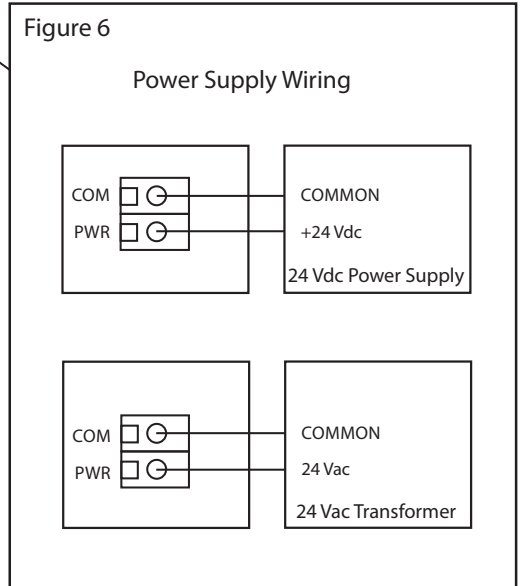 Figure 6
Power Supply Wiring
COM
COMMON
PWR
+24 Vdc
24 Vdc Power Supply
COM
COMMON
PWR
24 Vac
24 Vac Transformer